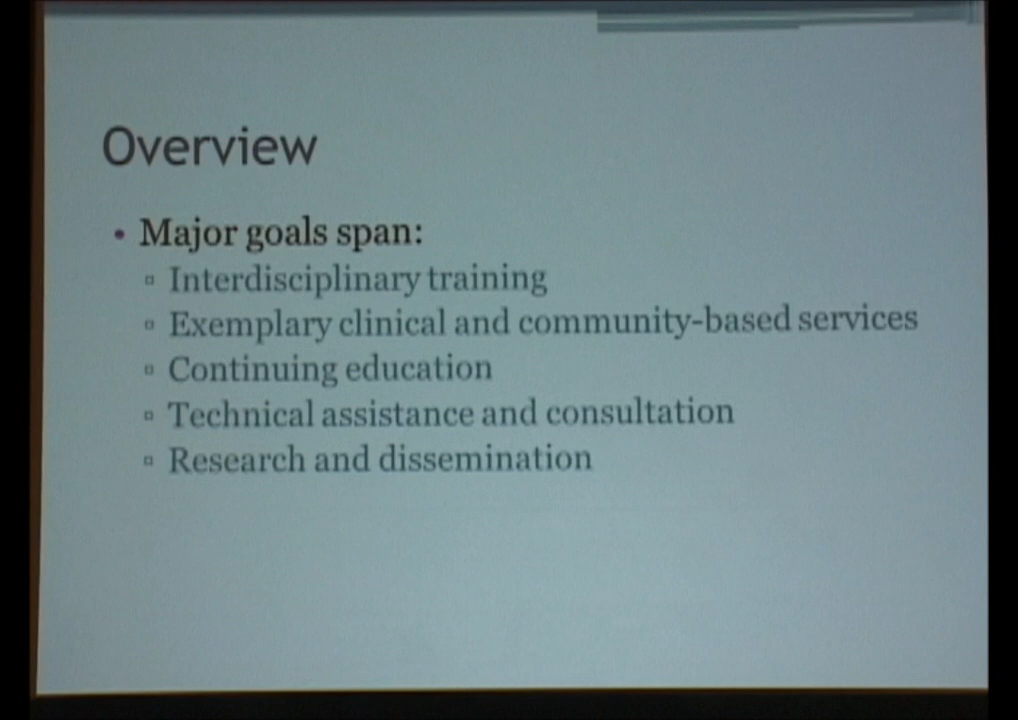 Overview
• Major goals span:
▫ Interdisciplinary training
▫ Exemplary clinical and community-based services
▫ Continuing education
▫ Technical assistance and consultation
▫ Research and dissemination